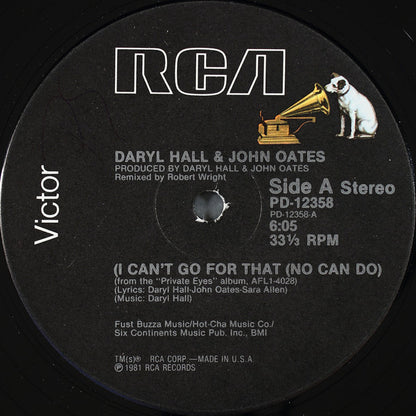 RCA
Victor
DARYL HALL & JOHN OATES
PRODUCED BY DARYL HALL & JOHN OATES
Remixed by Robert Wright
Side A Stereo
PD-12358
PD-12358-A
6:05
33⅓ RPM
(I CAN'T GO FOR THAT (NO CAN DO)
(from the "Private Eyes" album, AFL1-4028)
(Lyrics: Daryl Hall-John Oates-Sara Allen)
(Music: Daryl Hall)
Fust Buzza Music/Hot-Cha Music Co./
Six Continents Music Pub. Inc., BMI
TM(s)® RCA CORP.—MADE IN U.S.A.
Ⓟ1981 RCA RECORDS